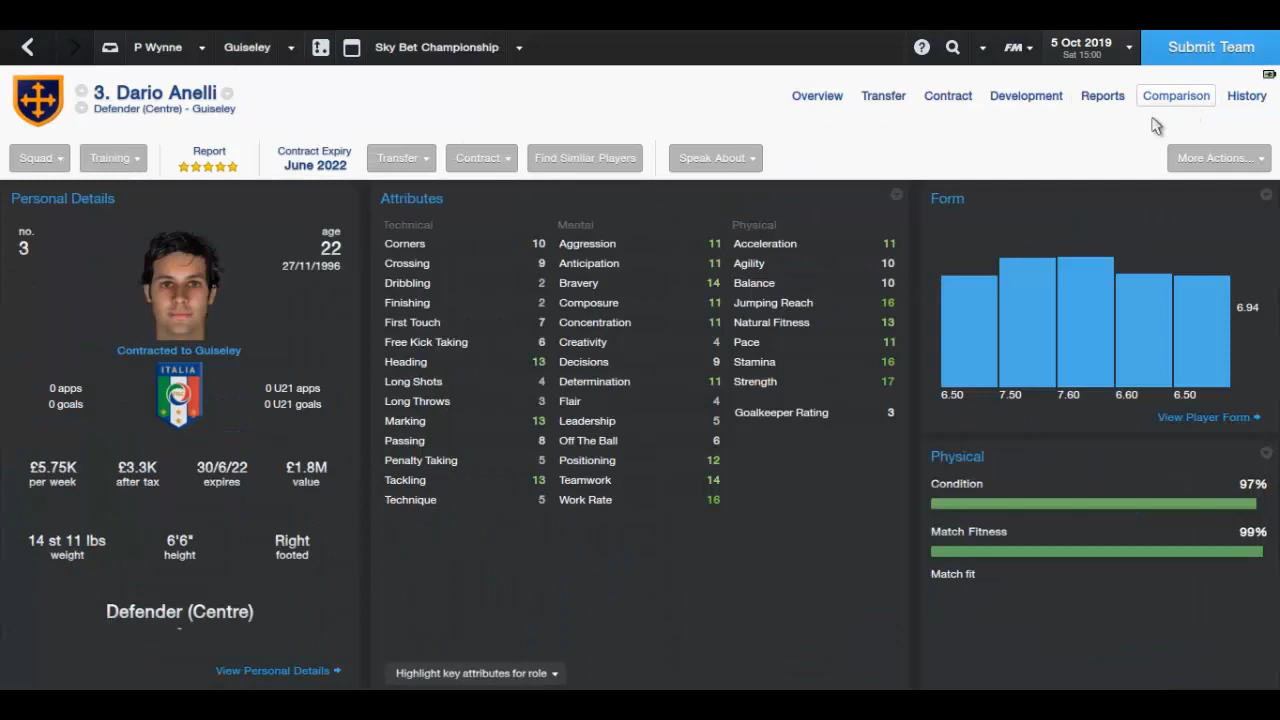 P Wynne
Guiseley
Sky Bet Championship
FM
5 Oct 2019
Sat 15:00
Submit Team
3. Dario Anelli
Defender (Centre) - Guiseley
Overview
Transfer
Contract
Development
Reports
Comparison
History
Squad
Training
Report
Contract Expiry
June 2022
Transfer
Contract
Find Similar Players
Speak About
More Actions...
Personal Details
no.
3
age
22
27/11/1996
Contracted to Guiseley
ITALIA
0 apps
0 goals
0 U21 apps
0 U21 goals
£5.75K
per week
£3.3K
after tax
30/6/22
expires
£1.8M
value
14 st 11 lbs
weight
6'6"
height
Right
footed
Defender (Centre)
-
View Personal Details
Attributes
Technical
Corners 10
Crossing 9
Dribbling 2
Finishing 2
First Touch 7
Free Kick Taking 6
Heading 13
Long Shots 4
Long Throws 3
Marking 13
Passing 8
Penalty Taking 5
Tackling 13
Technique 5
Mental
Aggression 11
Anticipation 11
Bravery 14
Composure 11
Concentration 11
Creativity 4
Decisions 9
Determination 11
Flair 4
Leadership 5
Off The Ball 6
Positioning 12
Teamwork 14
Work Rate 16
Physical
Acceleration 11
Agility 10
Balance 10
Jumping Reach 16
Natural Fitness 13
Pace 11
Stamina 16
Strength 17
Goalkeeper Rating 3
Highlight key attributes for role
Form
6.94
6.50 7.50 7.60 6.60 6.50
View Player Form
Physical
Condition 97%
Match Fitness 99%
Match fit